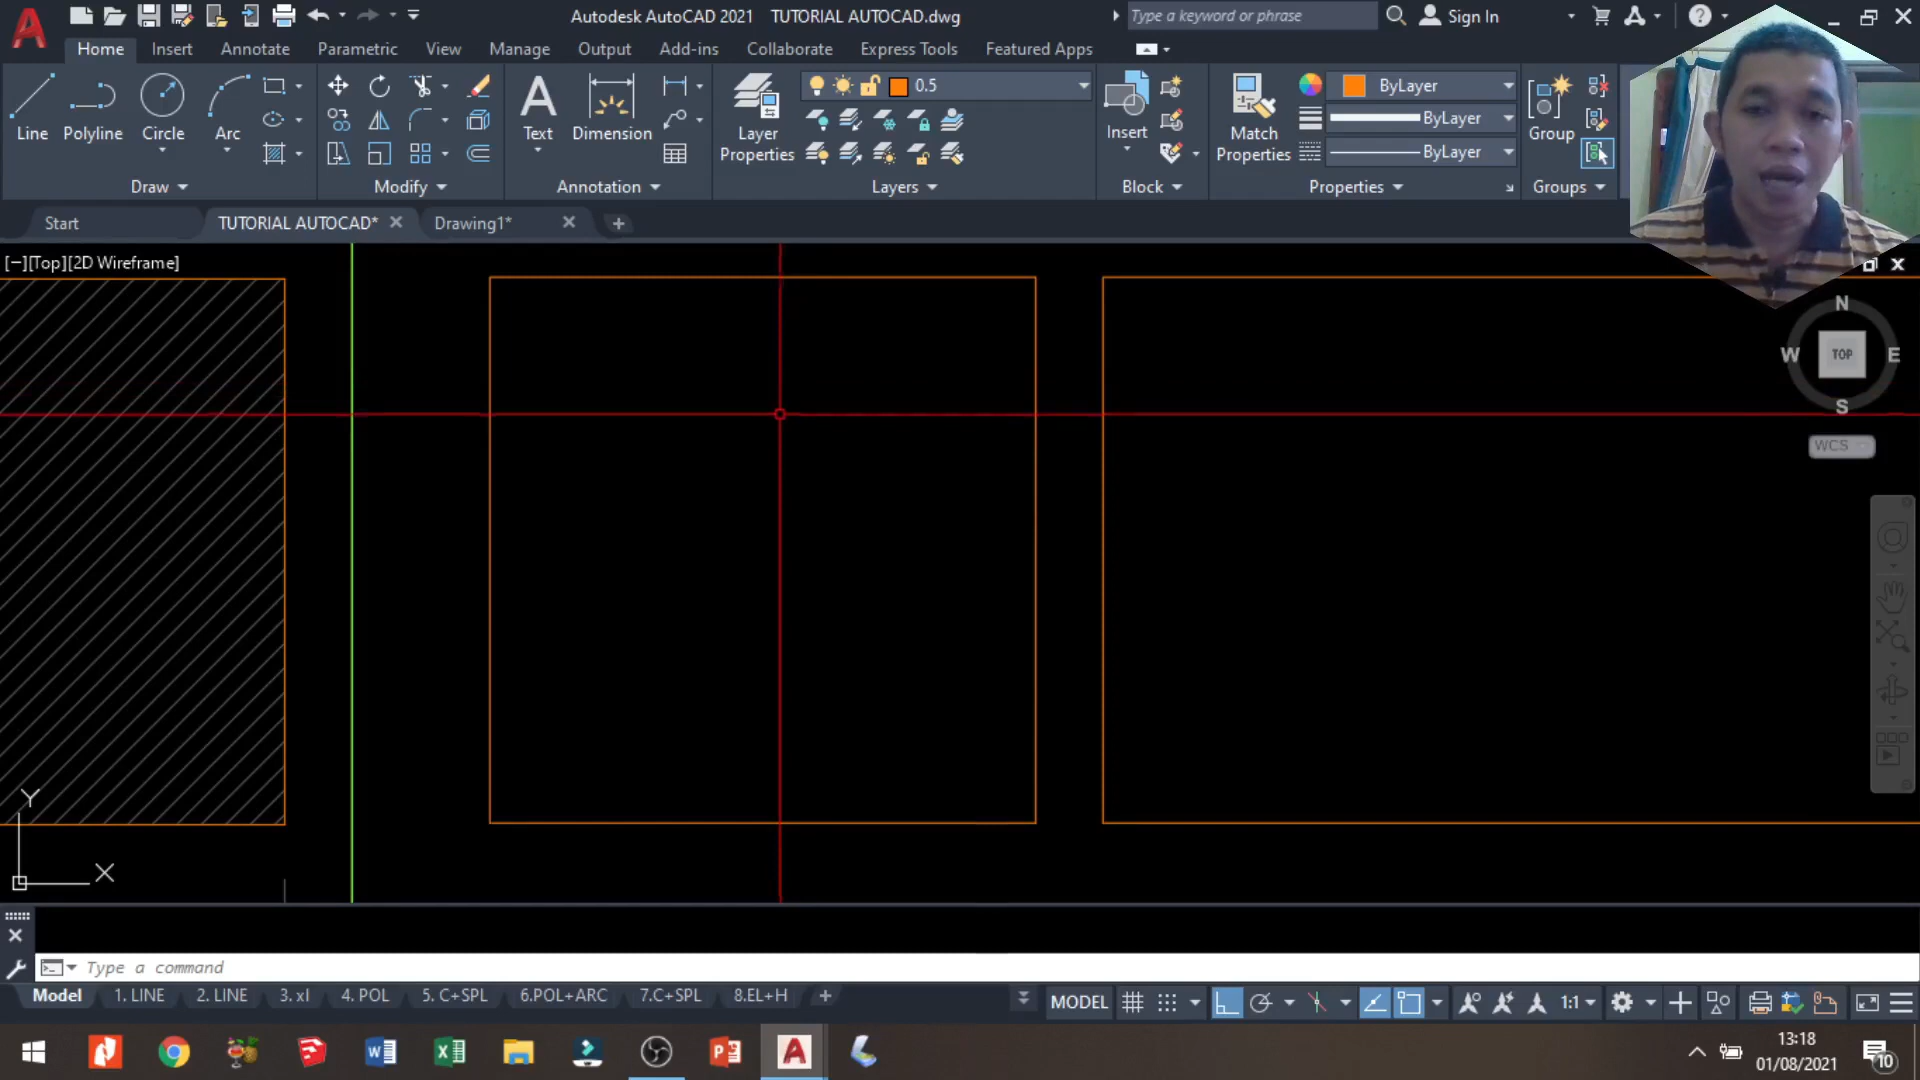 Autodesk AutoCAD 2021 TUTORIAL AUTOCAD.dwg
Type a keyword or phrase
Sign In
Home Insert Annotate Parametric View Manage Output Add-ins Collaborate Express Tools Featured Apps
Line Polyline Circle Arc
Draw
Modify
Text Dimension
Annotation
Layer Properties
0.5
Layers
Insert
Block
Match Properties
ByLayer
ByLayer
ByLayer
Properties
Group
Groups
Start TUTORIAL AUTOCAD* Drawing1*
[−][Top][2D Wireframe]
N
W TOP E
S
WCS
Y
X
Type a command
Model 1. LINE 2. LINE 3. xl 4. POL 5. C+SPL 6.POL+ARC 7.C+SPL 8.EL+H
MODEL 1:1
13:18
01/08/2021
10